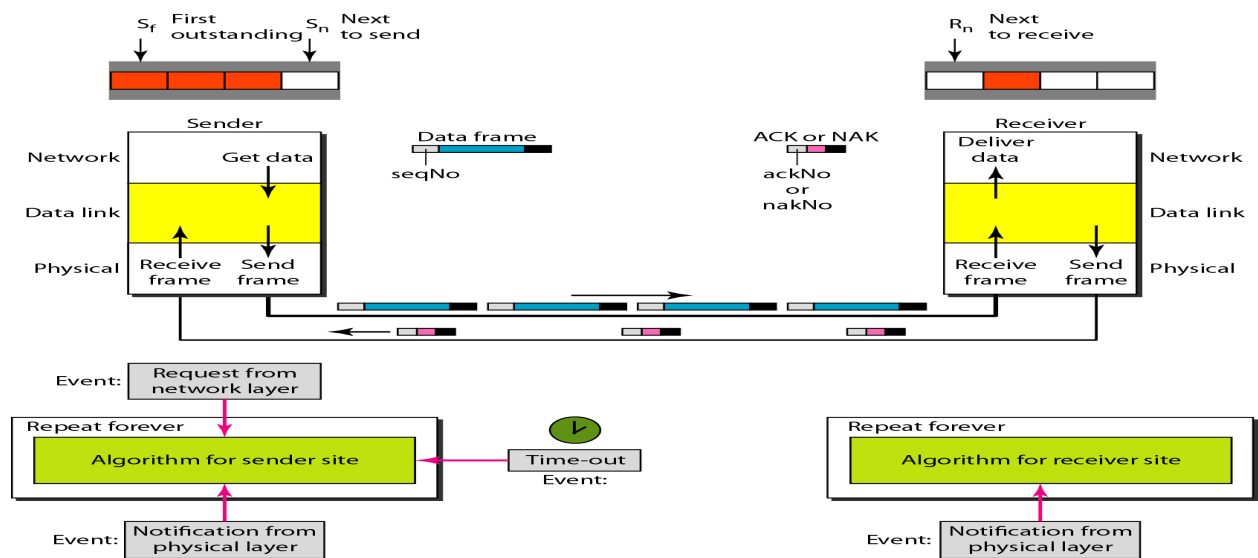 Sf First outstanding
Sn Next to send
Rn Next to receive
Sender
Data frame
ACK or NAK
Receiver
Network
Get data
seqNo
ackNo
or
nakNo
Deliver
data
Network
Data link
Data link
Physical
Receive
frame
Send
frame
Receive
frame
Send
frame
Physical
Event:
Request from
network layer
Repeat forever
Algorithm for sender site
Time-out
Event:
Repeat forever
Algorithm for receiver site
Event:
Notification from
physical layer
Event:
Notification from
physical layer